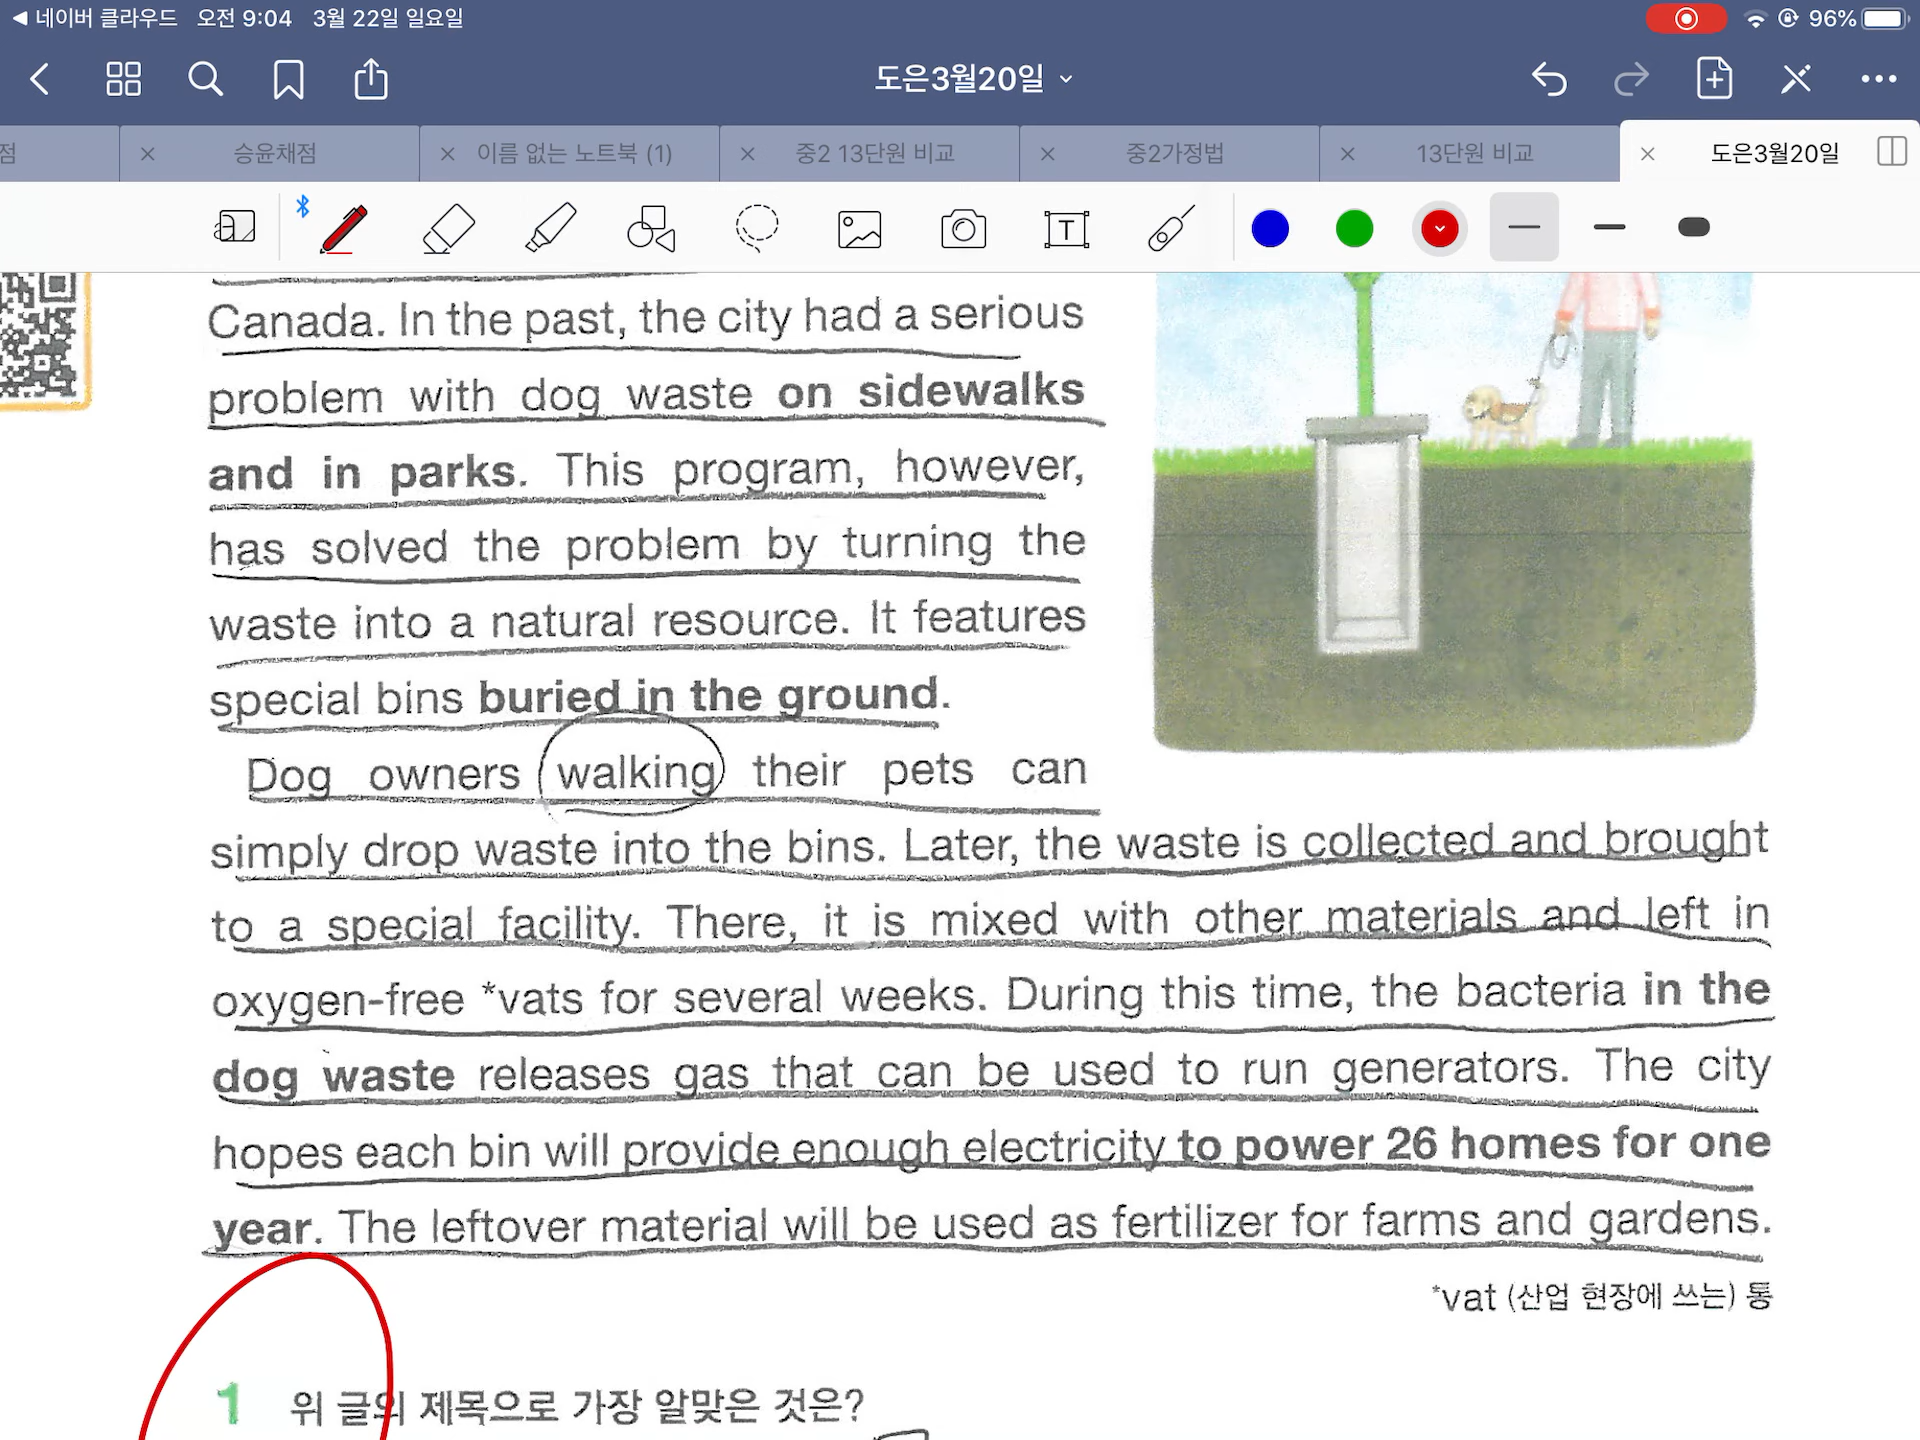 네이버 클라우드 오전 9:04 3월 22일 일요일 96%
도은3월20일
점 승윤채점 이름 없는 노트북 (1) 중2 13단원 비교 중2가정법 13단원 비교 도은3월20일
Canada. In the past, the city had a serious
problem with dog waste on sidewalks
and in parks. This program, however,
has solved the problem by turning the
waste into a natural resource. It features
special bins buried in the ground.
Dog owners walking their pets can
simply drop waste into the bins. Later, the waste is collected and brought
to a special facility. There, it is mixed with other materials and left in
oxygen-free *vats for several weeks. During this time, the bacteria in the
dog waste releases gas that can be used to run generators. The city
hopes each bin will provide enough electricity to power 26 homes for one
year. The leftover material will be used as fertilizer for farms and gardens.
*vat (산업 현장에 쓰는) 통
1 위 글의 제목으로 가장 알맞은 것은?